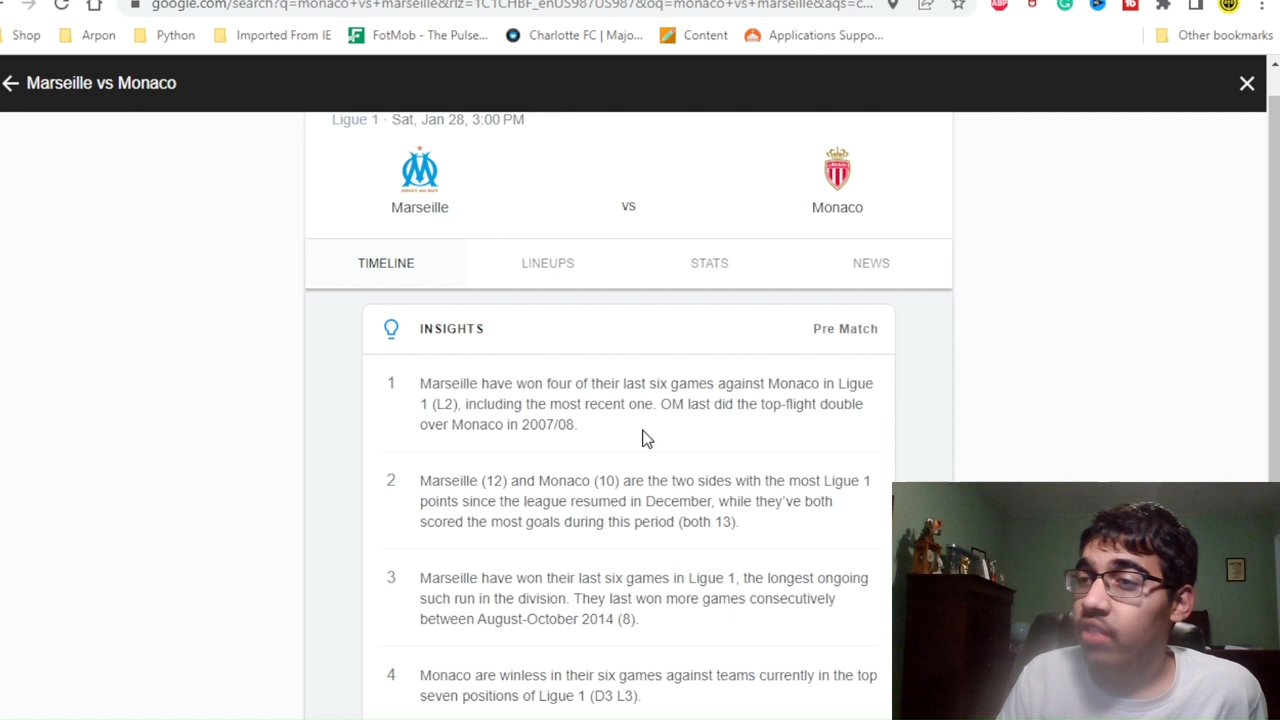 google.com/search?q=monaco+vs+marseille&rlz=1C1CHBF_enUS987US987&oq=monaco+vs+marseille&aqs=c...
Shop Arpon Python Imported From IE FotMob - The Pulse... Charlotte FC | Majo... Content Applications Suppo... Other bookmarks
Marseille vs Monaco
Ligue 1 · Sat, Jan 28, 3:00 PM
Marseille vs Monaco
TIMELINE LINEUPS STATS NEWS
INSIGHTS Pre Match
1 Marseille have won four of their last six games against Monaco in Ligue
1 (L2), including the most recent one. OM last did the top-flight double
over Monaco in 2007/08.
2 Marseille (12) and Monaco (10) are the two sides with the most Ligue 1
points since the league resumed in December, while they've both
scored the most goals during this period (both 13).
3 Marseille have won their last six games in Ligue 1, the longest ongoing
such run in the division. They last won more games consecutively
between August-October 2014 (8).
4 Monaco are winless in their six games against teams currently in the top
seven positions of Ligue 1 (D3 L3).